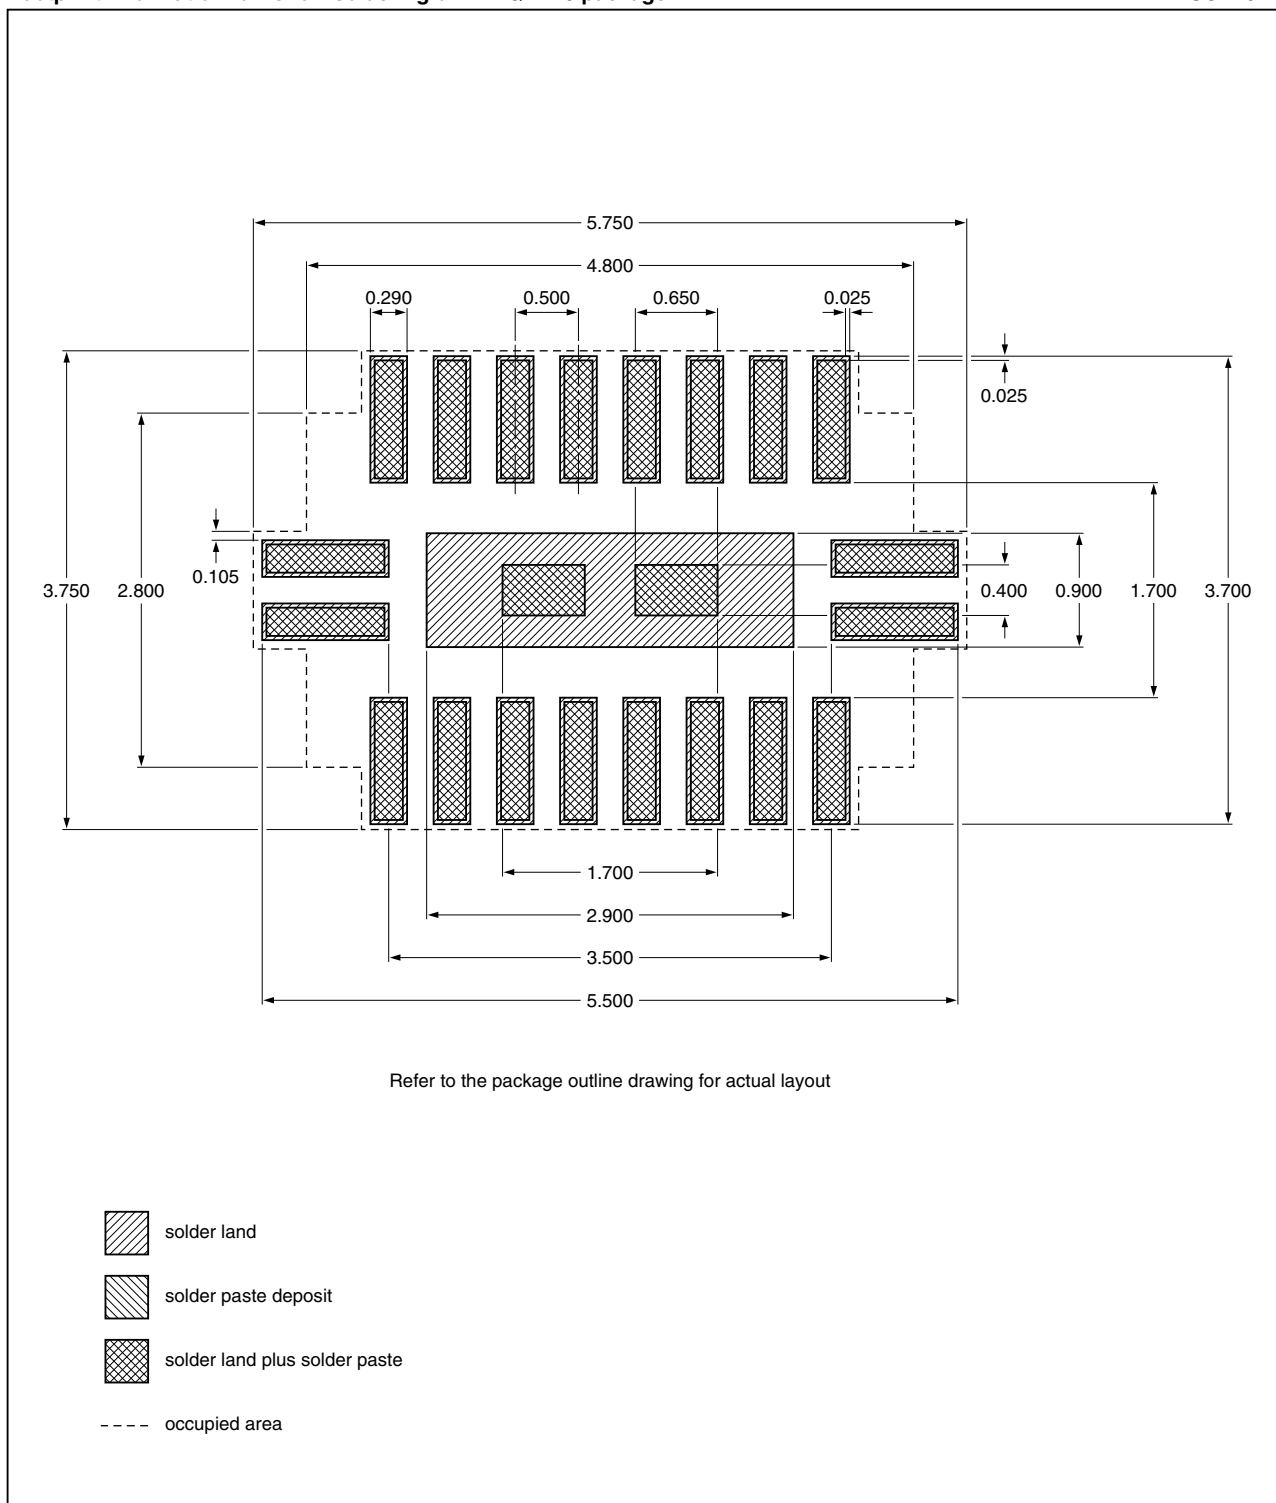 5.750
4.800
0.290 0.500 0.650 0.025
0.025
0.105
3.750 2.800 0.400 0.900 1.700 3.700
1.700
2.900
3.500
5.500
Refer to the package outline drawing for actual layout
solder land
solder paste deposit
solder land plus solder paste
occupied area